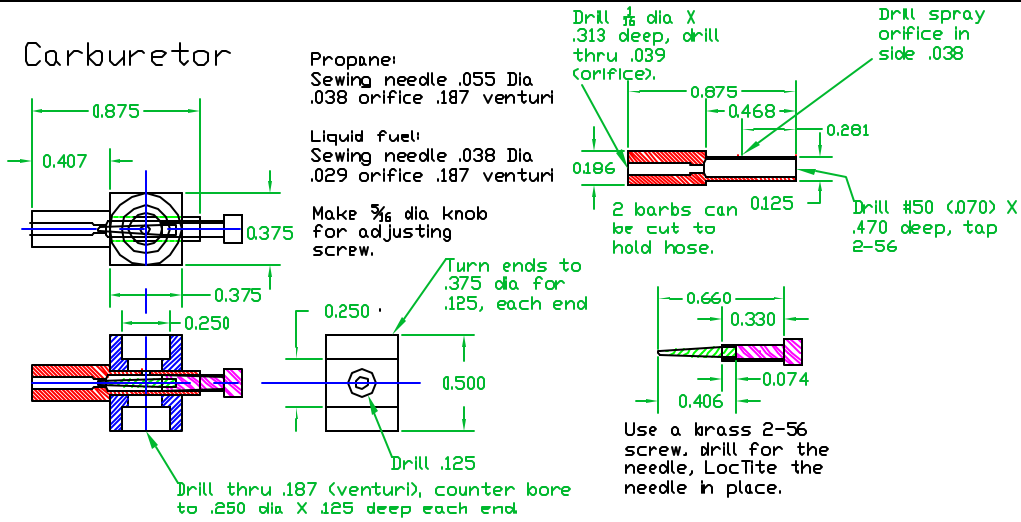 Carburetor
Propane:
Sewing needle .055 Dia
.038 orifice .187 venturi
Liquid fuel:
Sewing needle .038 Dia
.029 orifice .187 venturi
Make 5/16 dia knob
for adjusting
screw.
Drill 1/16 dia X
.313 deep, drill
thru .039
(orifice).
Drill spray
orifice in
side .038
0.875
0.468
0.281
0.186
0.125
2 barbs can
be cut to
hold hose.
Drill #50 (.070) X
.470 deep, tap
2-56
0.875
0.407
0.375
0.375
0.250
Turn ends to
.375 dia for
.125, each end
0.250
0.500
Drill .125
Drill thru .187 (venturi), counter bore
to .250 dia X .125 deep each end
0.660
0.330
0.074
0.406
Use a brass 2-56
screw. drill for the
needle, LocTite the
needle in place.